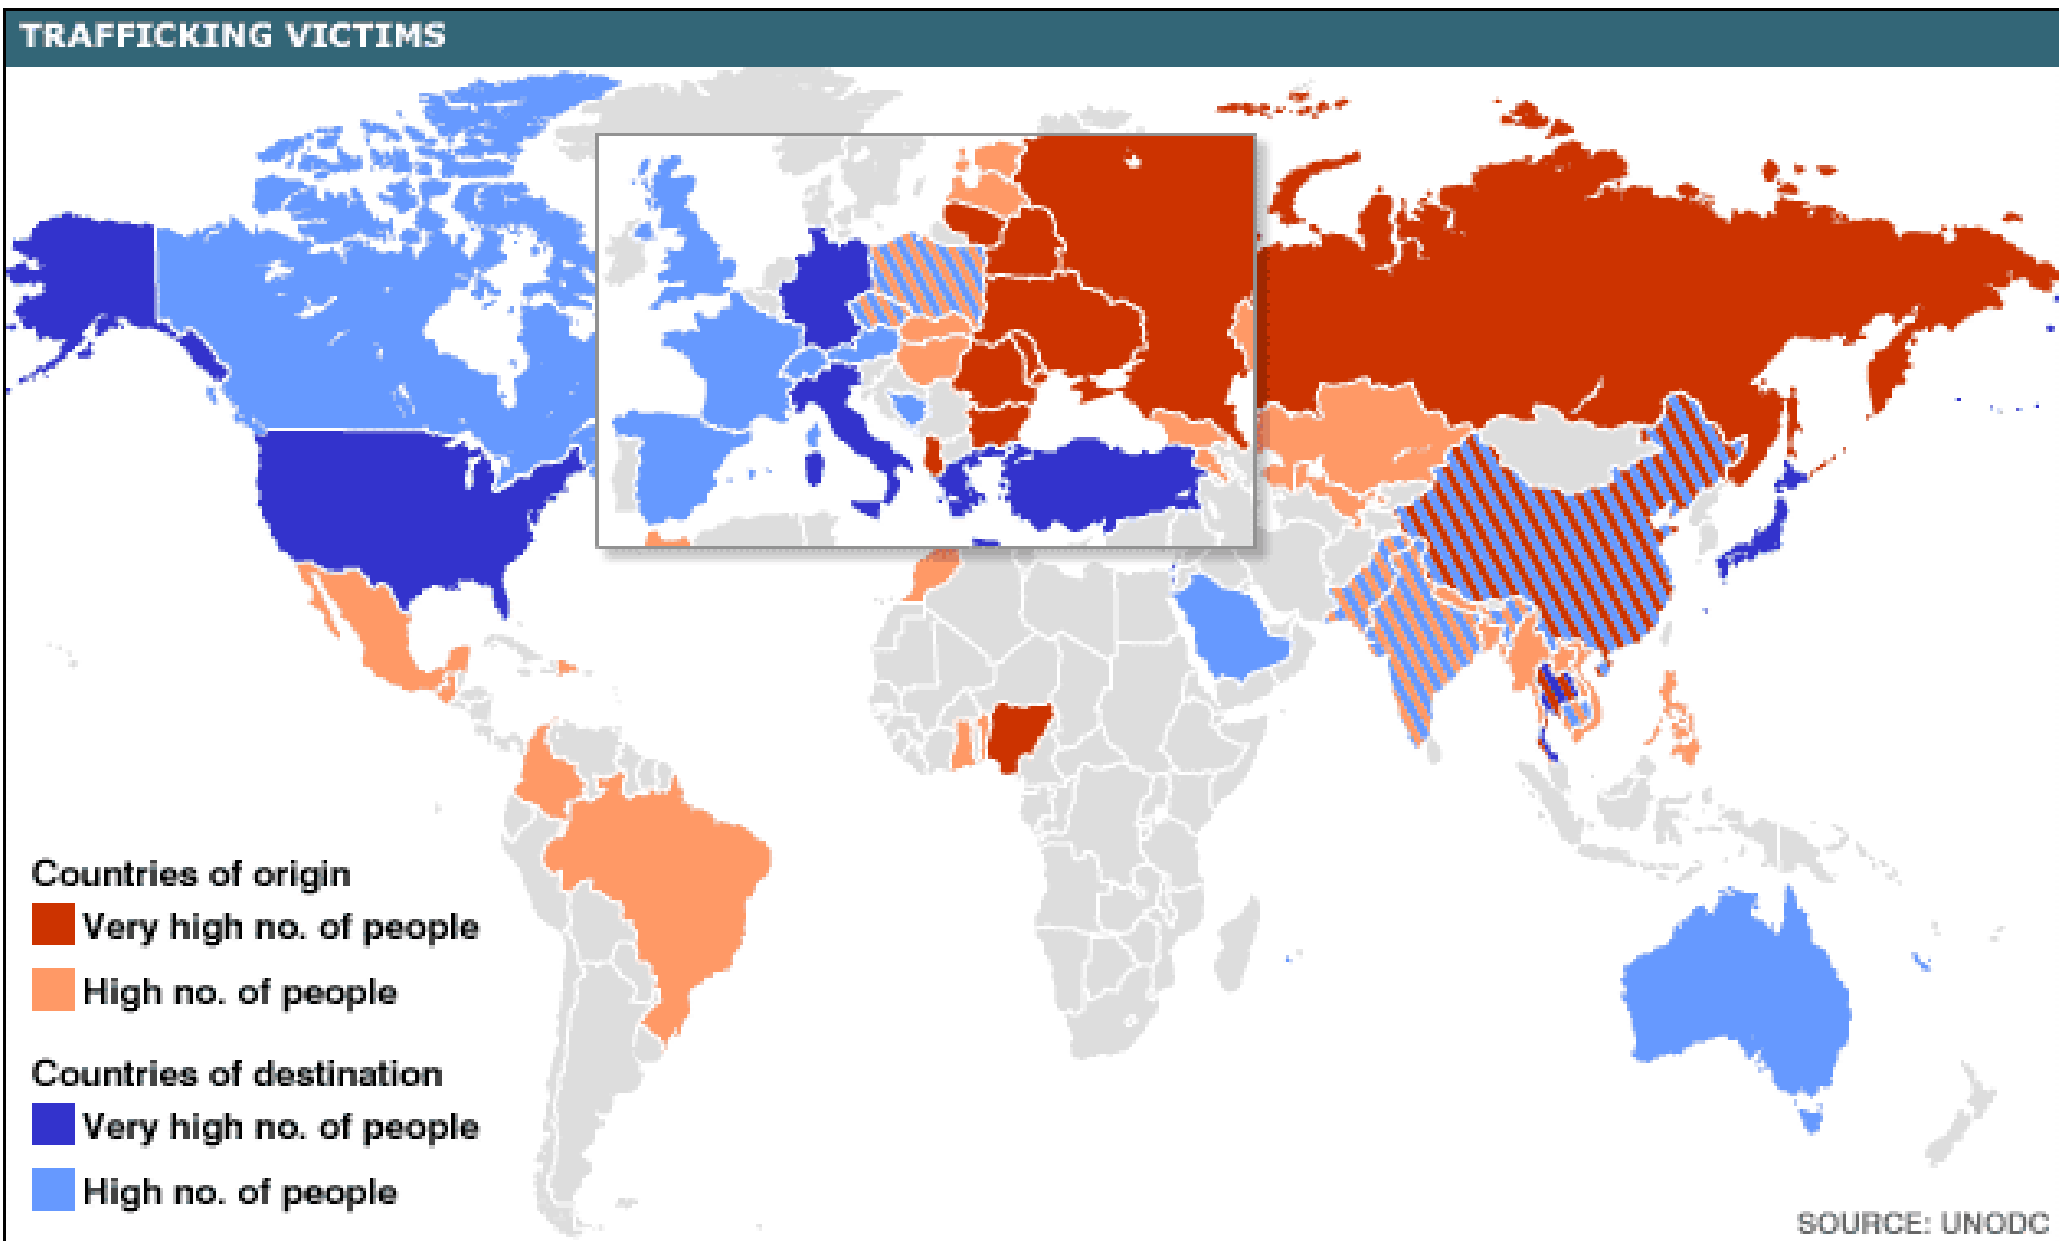 TRAFFICKING VICTIMS
Countries of origin
Very high no. of people
High no. of people
Countries of destination
Very high no. of people
High no. of people
SOURCE: UNODC